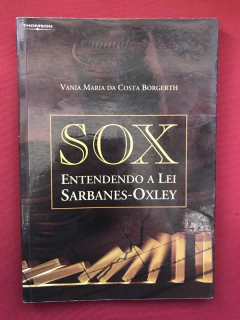 THOMSON
VANIA MARIA DA COSTA BORGERTH
SOX
ENTENDENDO A LEI
SARBANES-OXLEY